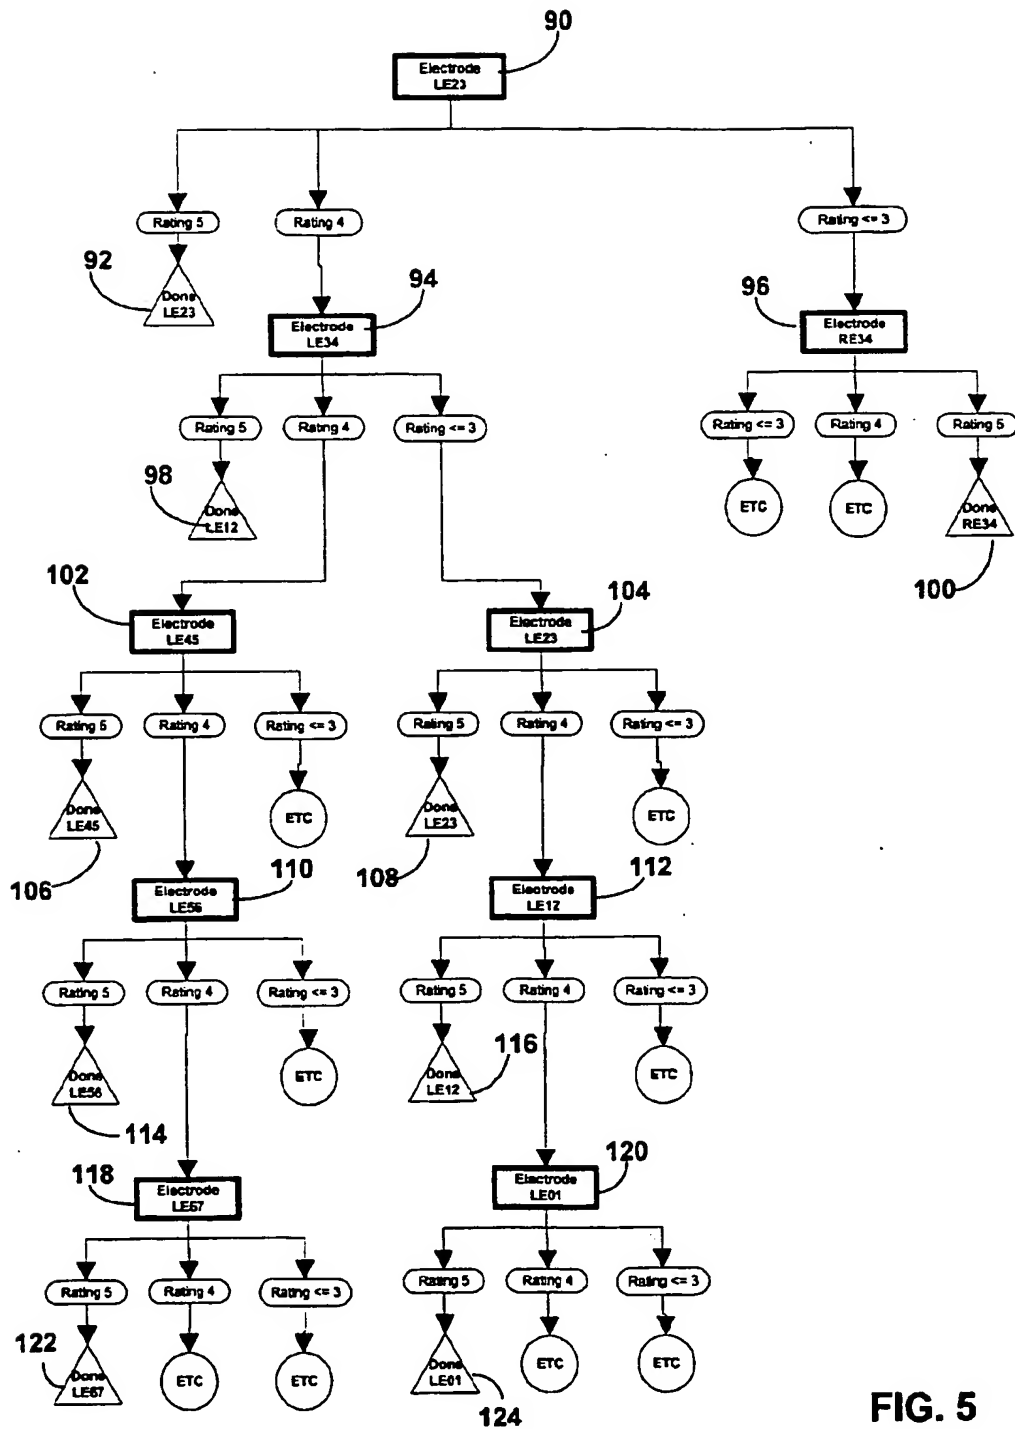 90
Electrode
LE23
Rating 5
Rating 4
Rating <= 3
92
Done
LE23
94
Electrode
LE34
96
Electrode
RE34
Rating 5
Rating 4
Rating <= 3
Rating <= 3
Rating 4
Rating 5
98
Done
LE12
ETC
ETC
Done
RE34
100
102
Electrode
LE45
104
Electrode
LE23
Rating 5
Rating 4
Rating <= 3
Rating 5
Rating 4
Rating <= 3
Done
LE45
ETC
Done
LE23
ETC
106
108
110
Electrode
LE56
112
Electrode
LE12
Rating 5
Rating 4
Rating <= 3
Rating 5
Rating 4
Rating <= 3
Done
LE56
ETC
116
Done
LE12
ETC
114
118
Electrode
LE67
120
Electrode
LE01
Rating 5
Rating 4
Rating <= 3
Rating 5
Rating 4
Rating <= 3
122
Done
LE67
ETC
ETC
Done
LE01
ETC
ETC
124
FIG. 5